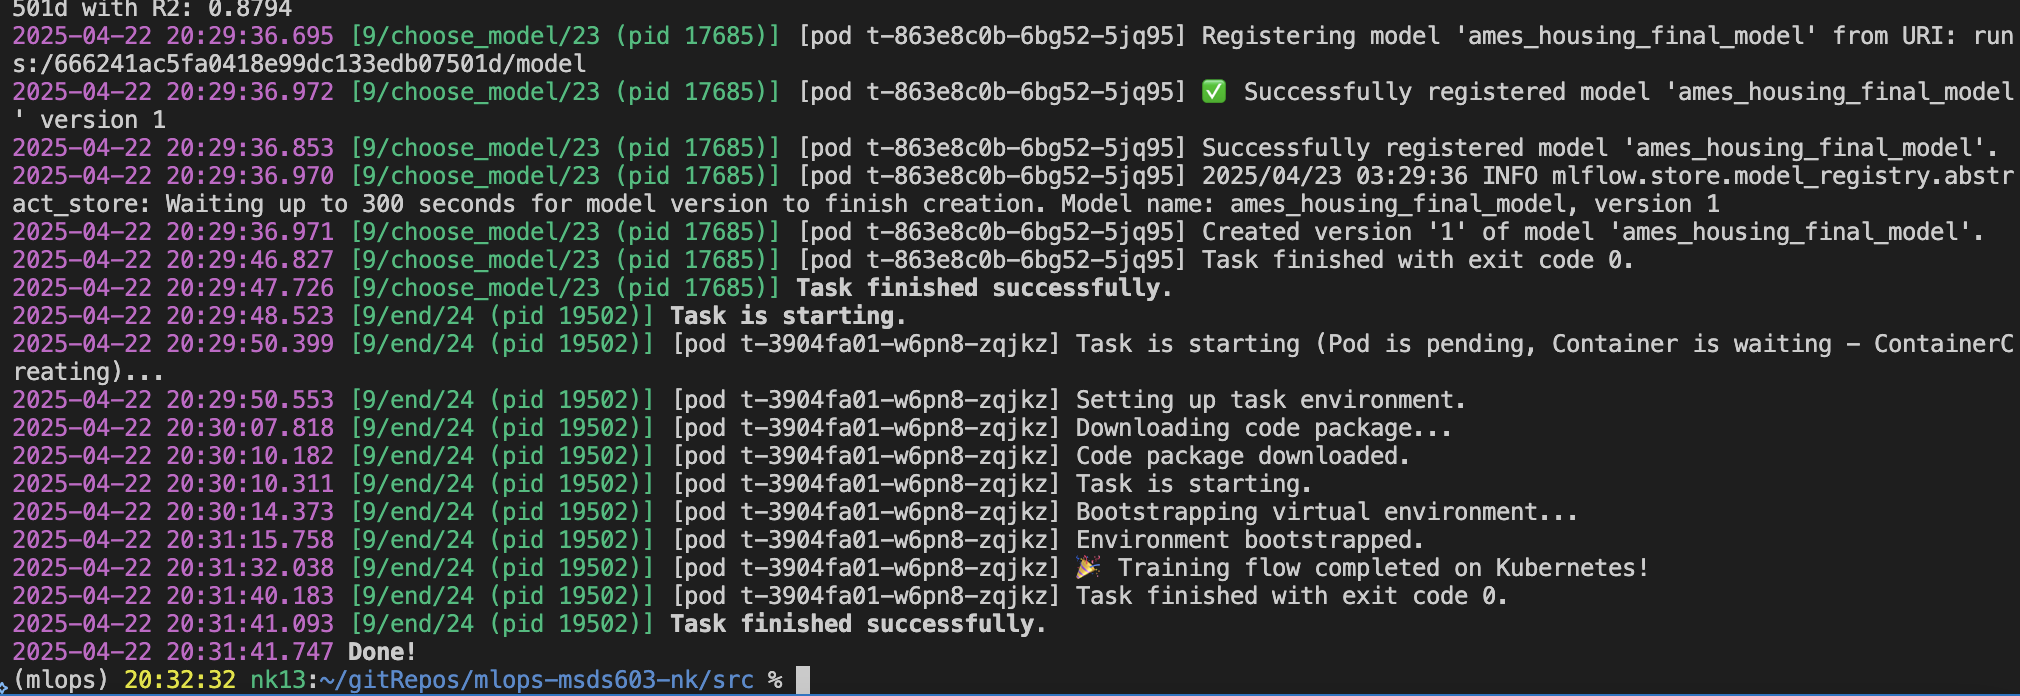 501d with R2: 0.8794
2025-04-22 20:29:36.695 [9/choose_model/23 (pid 17685)] [pod t-863e8c0b-6bg52-5jq95] Registering model 'ames_housing_final_model' from URI: run
s:/666241ac5fa0418e99dc133edb07501d/model
2025-04-22 20:29:36.972 [9/choose_model/23 (pid 17685)] [pod t-863e8c0b-6bg52-5jq95] ✅ Successfully registered model 'ames_housing_final_model
' version 1
2025-04-22 20:29:36.853 [9/choose_model/23 (pid 17685)] [pod t-863e8c0b-6bg52-5jq95] Successfully registered model 'ames_housing_final_model'.
2025-04-22 20:29:36.970 [9/choose_model/23 (pid 17685)] [pod t-863e8c0b-6bg52-5jq95] 2025/04/23 03:29:36 INFO mlflow.store.model_registry.abstr
act_store: Waiting up to 300 seconds for model version to finish creation. Model name: ames_housing_final_model, version 1
2025-04-22 20:29:36.971 [9/choose_model/23 (pid 17685)] [pod t-863e8c0b-6bg52-5jq95] Created version '1' of model 'ames_housing_final_model'.
2025-04-22 20:29:46.827 [9/choose_model/23 (pid 17685)] [pod t-863e8c0b-6bg52-5jq95] Task finished with exit code 0.
2025-04-22 20:29:47.726 [9/choose_model/23 (pid 17685)] Task finished successfully.
2025-04-22 20:29:48.523 [9/end/24 (pid 19502)] Task is starting.
2025-04-22 20:29:50.399 [9/end/24 (pid 19502)] [pod t-3904fa01-w6pn8-zqjkz] Task is starting (Pod is pending, Container is waiting - ContainerC
reating)...
2025-04-22 20:29:50.553 [9/end/24 (pid 19502)] [pod t-3904fa01-w6pn8-zqjkz] Setting up task environment.
2025-04-22 20:30:07.818 [9/end/24 (pid 19502)] [pod t-3904fa01-w6pn8-zqjkz] Downloading code package...
2025-04-22 20:30:10.182 [9/end/24 (pid 19502)] [pod t-3904fa01-w6pn8-zqjkz] Code package downloaded.
2025-04-22 20:30:10.311 [9/end/24 (pid 19502)] [pod t-3904fa01-w6pn8-zqjkz] Task is starting.
2025-04-22 20:30:14.373 [9/end/24 (pid 19502)] [pod t-3904fa01-w6pn8-zqjkz] Bootstrapping virtual environment...
2025-04-22 20:31:15.758 [9/end/24 (pid 19502)] [pod t-3904fa01-w6pn8-zqjkz] Environment bootstrapped.
2025-04-22 20:31:32.038 [9/end/24 (pid 19502)] [pod t-3904fa01-w6pn8-zqjkz] 🎉 Training flow completed on Kubernetes!
2025-04-22 20:31:40.183 [9/end/24 (pid 19502)] [pod t-3904fa01-w6pn8-zqjkz] Task finished with exit code 0.
2025-04-22 20:31:41.093 [9/end/24 (pid 19502)] Task finished successfully.
2025-04-22 20:31:41.747 Done!
(mlops) 20:32:32 nk13:~/gitRepos/mlops-msds603-nk/src %